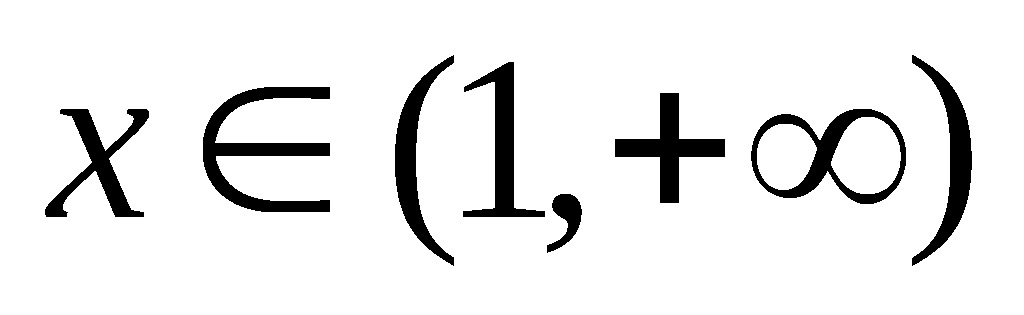 x ∈ (1, +∞)